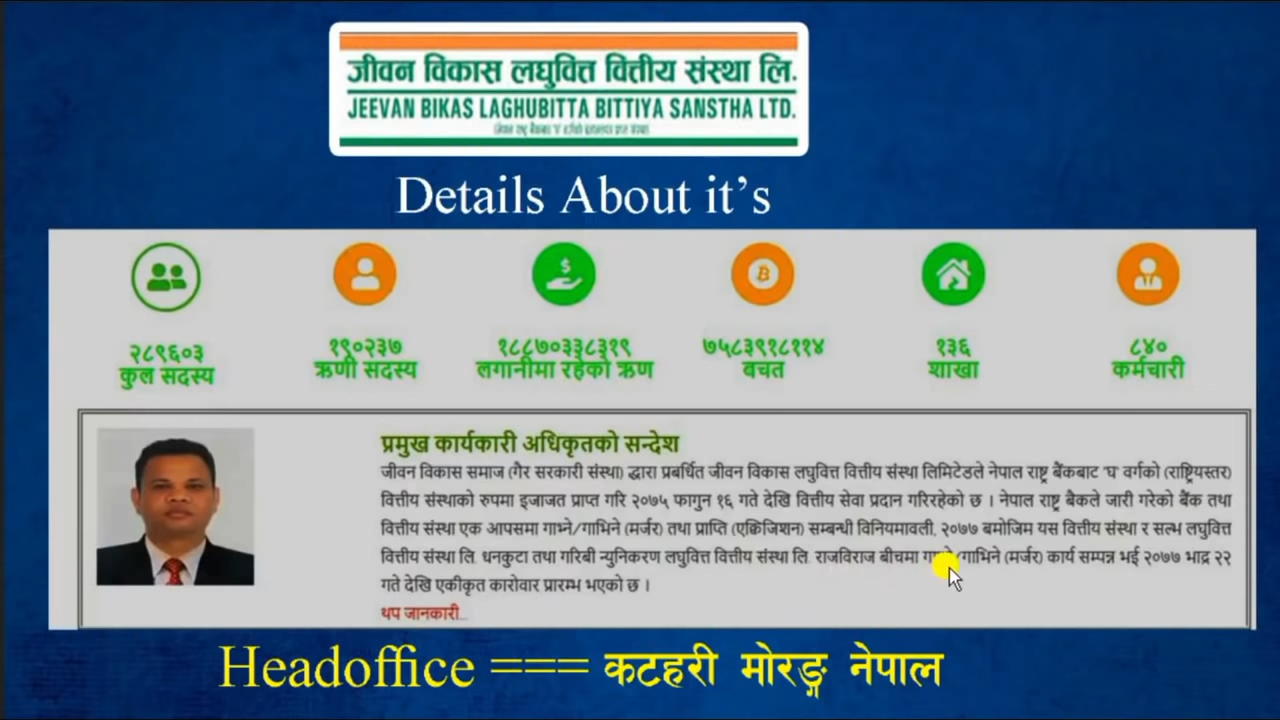 जीवन विकास लघुवित्त वित्तीय संस्था लि.
JEEVAN BIKAS LAGHUBITTA BITTIYA SANSTHA LTD.
Details About it’s
२८९६०३ १९०२३७ १८८७०३३८३१९ ७५८३९१८११४ १३६ ८४०
कुल सदस्य ऋणी सदस्य लगानीमा रहेको ऋण बचत शाखा कर्मचारी
प्रमुख कार्यकारी अधिकृतको सन्देश
जीवन विकास समाज (गैर सरकारी संस्था) द्धारा प्रबर्धित जीवन विकास लघुवित्त वित्तीय संस्था लिमिटेडले नेपाल राष्ट्र बैंकबाट 'घ' वर्गको (राष्ट्रियस्तर)
वित्तीय संस्थाको रुपमा इजाजत प्राप्त गरि २०७५ फागुन १६ गते देखि वित्तीय सेवा प्रदान गरिरहेको छ । नेपाल राष्ट्र बैकले जारी गरेको बैंक तथा
वित्तीय संस्था एक आपसमा गाभ्ने/गाभिने (मर्जर) तथा प्राप्ति (एक्विजिशन) सम्बन्धी विनियमावली, २०७७ बमोजिम यस वित्तीय संस्था र सल्भ लघुवित्त
वित्तीय संस्था लि. धनकुटा तथा गरिबी न्युनिकरण लघुवित्त वित्तीय संस्था लि. राजविराज बीचमा /गाभिने (मर्जर) कार्य सम्पन्न भई २०७७ भाद्र २२
गते देखि एकीकृत कारोवार प्रारम्भ भएको छ ।
थप जानकारी...
Headoffice === कटहरी मोरङ्ग नेपाल